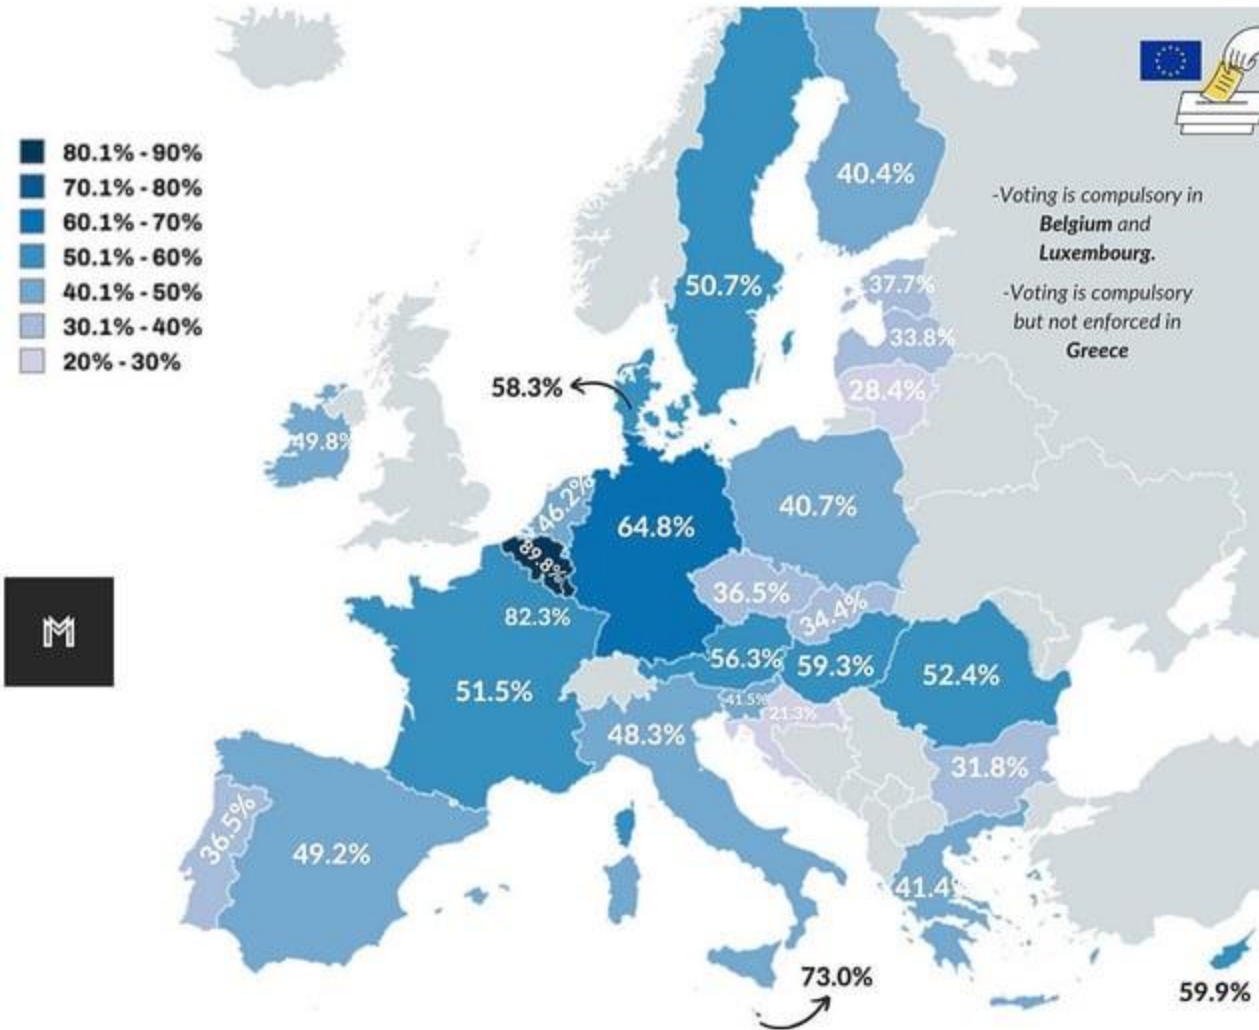 80.1% - 90%
70.1% - 80%
60.1% - 70%
50.1% - 60%
40.1% - 50%
30.1% - 40%
20% - 30%
-Voting is compulsory in
Belgium and
Luxembourg.
-Voting is compulsory
but not enforced in
Greece
40.4%
50.7%
37.7%
33.8%
58.3%
28.4%
49.8%
46.2%
64.8%
40.7%
89.8%
36.5%
34.4%
82.3%
56.3%
59.3%
52.4%
51.5%
41.5%
21.3%
48.3%
31.8%
36.5%
49.2%
41.4%
73.0%
59.9%
M